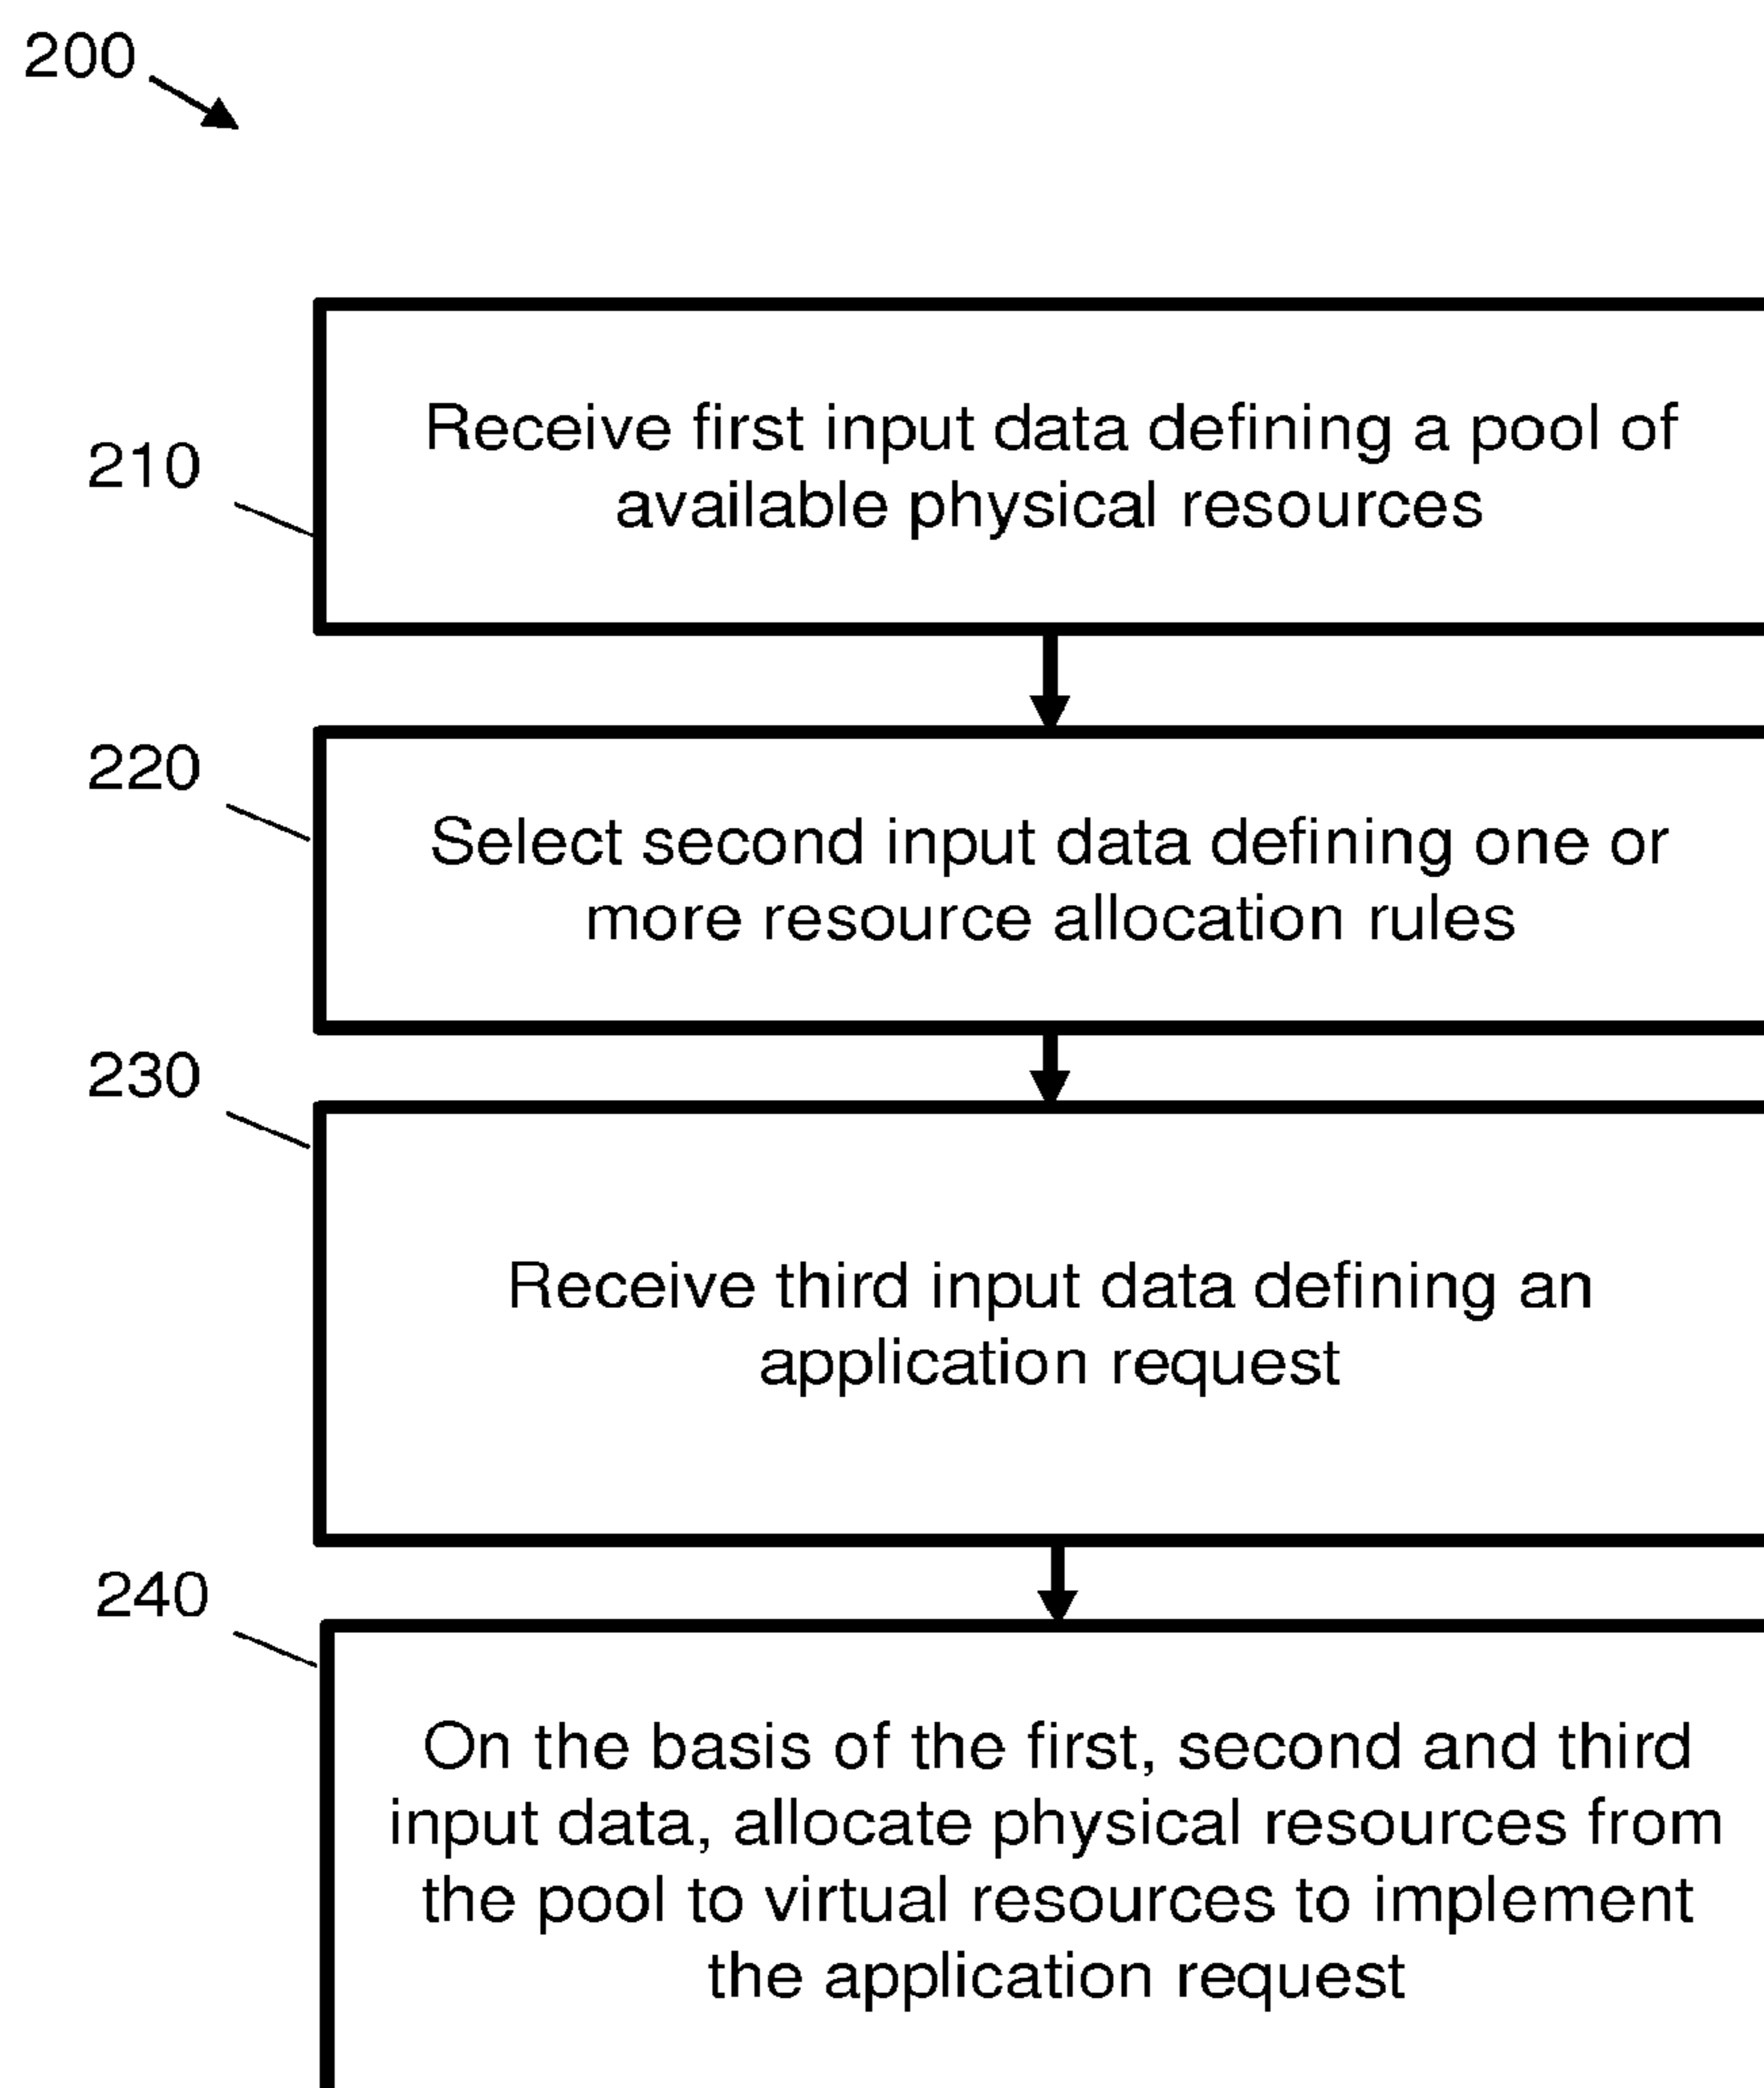 200
210
Receive first input data defining a pool of
available physical resources
220
Select second input data defining one or
more resource allocation rules
230
Receive third input data defining an
application request
240
On the basis of the first, second and third
input data, allocate physical resources from
the pool to virtual resources to implement
the application request